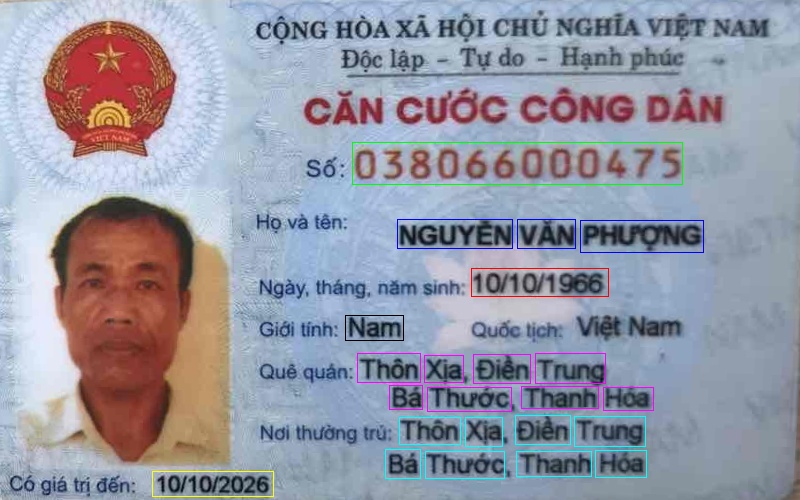 CỘNG HÒA XÃ HỘI CHỦ NGHĨA VIỆT NAM
Độc lập - Tự do - Hạnh phúc
CĂN CƯỚC CÔNG DÂN
Số: 038066000475
Họ và tên: NGUYỄN VĂN PHƯỢNG
Ngày, tháng, năm sinh: 10/10/1966
Giới tính: Nam Quốc tịch: Việt Nam
Quê quán: Thôn Xịa, Điền Trung
Bá Thước, Thanh Hóa
Nơi thường trú: Thôn Xịa, Điền Trung
Bá Thước, Thanh Hóa
Có giá trị đến: 10/10/2026
VIỆT NAM